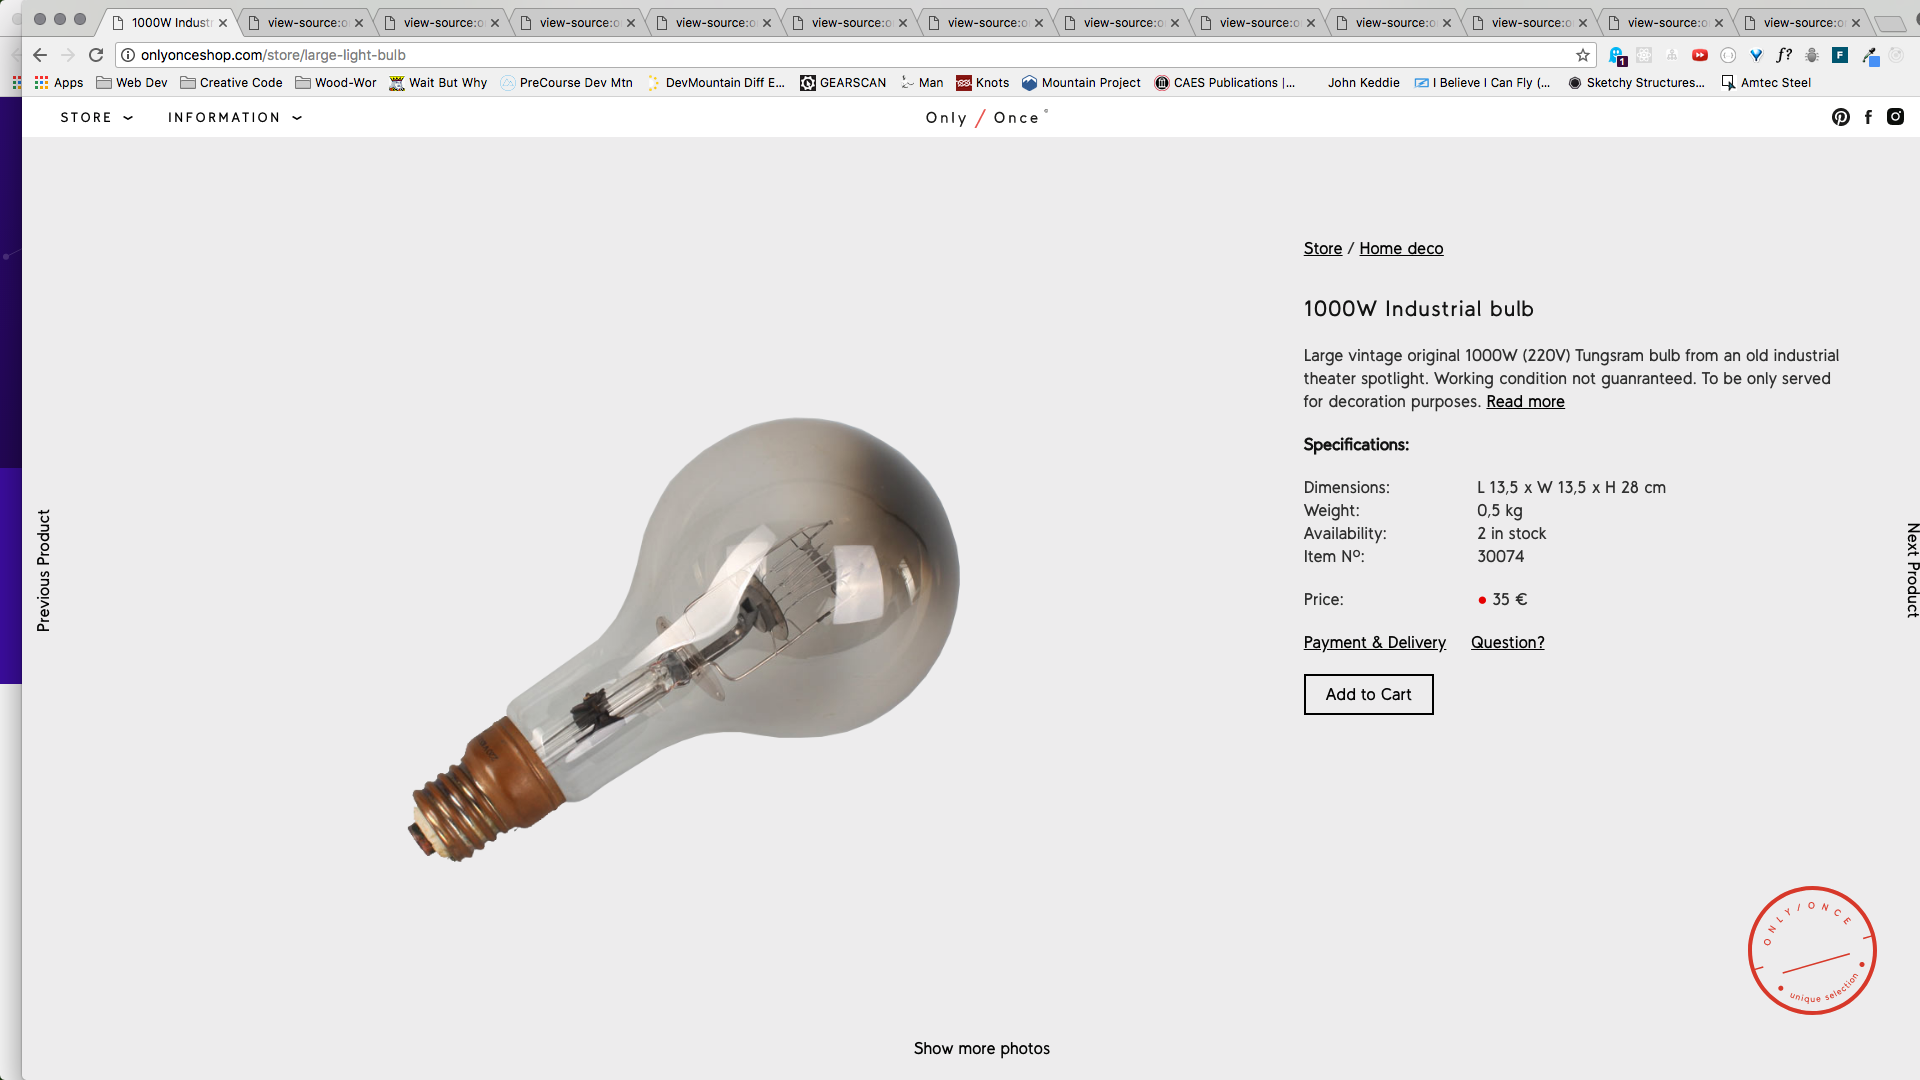 1000W Indust
view-source:o
view-source:o
view-source:o
view-source:o
view-source:o
view-source:o
view-source:o
view-source:o
view-source:o
view-source:o
view-source:o
view-source:o
onlyonceshop.com/store/large-light-bulb
1
f?
F
Apps
Web Dev
Creative Code
Wood-Wor
Wait But Why
PreCourse Dev Mtn
DevMountain Diff E...
GEARSCAN
Man
Knots
Mountain Project
CAES Publications |...
John Keddie
I Believe I Can Fly (...
Sketchy Structures...
Amtec Steel
STORE
INFORMATION
Only / Once
Store / Home deco
1000W Industrial bulb
Large vintage original 1000W (220V) Tungsram bulb from an old industrial
theater spotlight. Working condition not guanranteed. To be only served
for decoration purposes. Read more
Specifications:
Dimensions: L 13,5 x W 13,5 x H 28 cm
Weight: 0,5 kg
Availability: 2 in stock
Item Nº: 30074
Price: • 35 €
Payment & Delivery Question?
Add to Cart
Previous Product
Next Product
ONLY/ONCE
unique selection
Show more photos